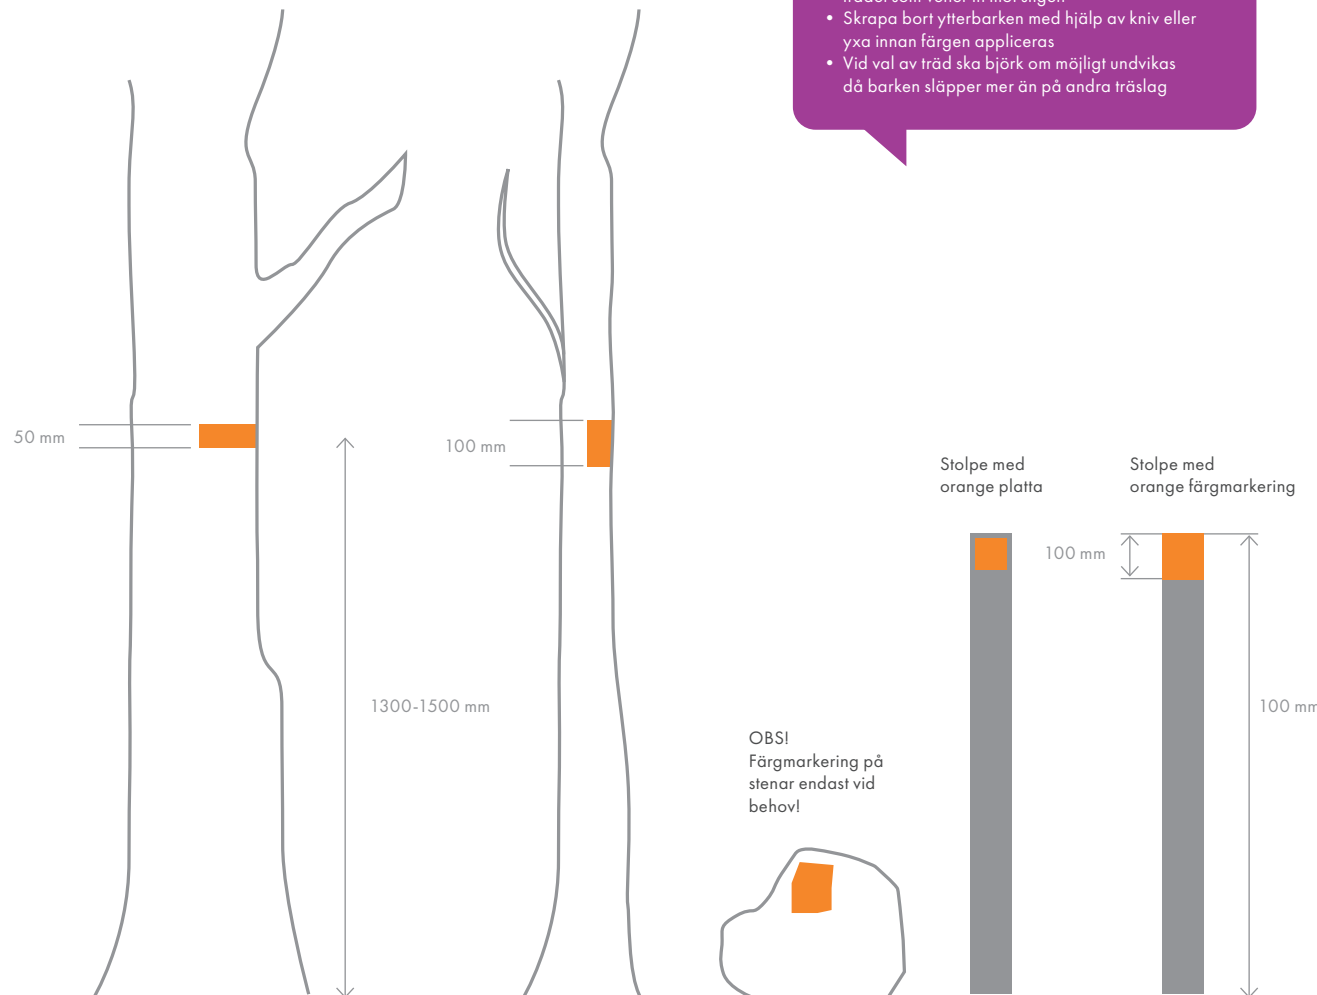 • Skrapa bort ytterbarken med hjälp av kniv eller
yxa innan färgen appliceras
• Vid val av träd ska björk om möjligt undvikas
då barken släpper mer än på andra träslag
50 mm
100 mm
1300-1500 mm
OBS!
Färgmarkering på
stenar endast vid
behov!
Stolpe med
orange platta
Stolpe med
orange färgmarkering
100 mm
100 mm